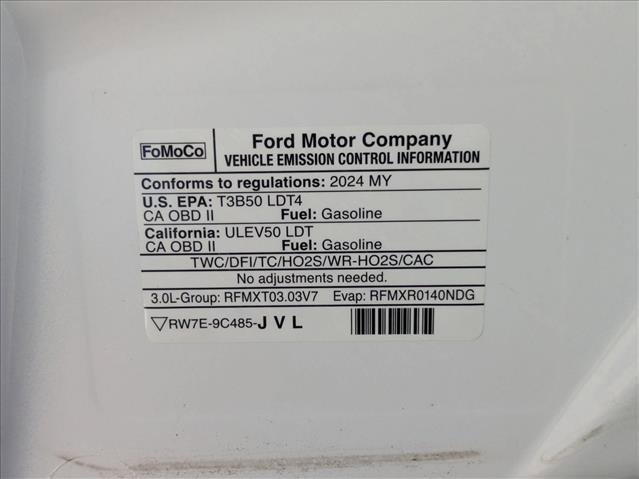 FoMoCo
Ford Motor Company
VEHICLE EMISSION CONTROL INFORMATION
Conforms to regulations: 2024 MY
U.S. EPA: T3B50 LDT4
CA OBD II Fuel: Gasoline
California: ULEV50 LDT
CA OBD II Fuel: Gasoline
TWC/DFI/TC/HO2S/WR-HO2S/CAC
No adjustments needed.
3.0L-Group: RFMXT03.03V7 Evap: RFMXR0140NDG
RW7E-9C485-JVL